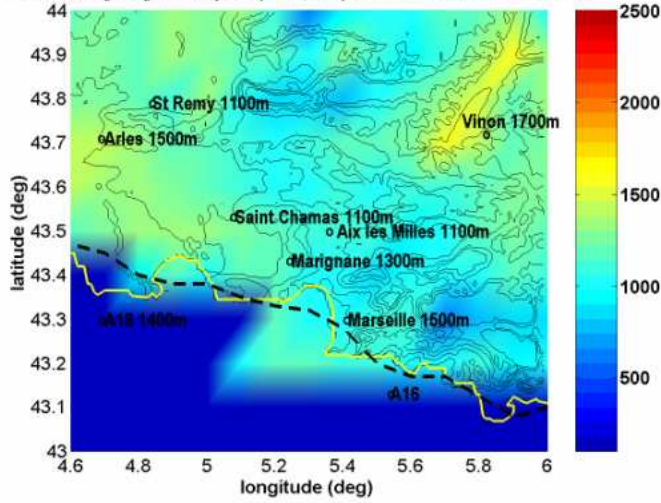 44
43.9
43.8
43.7
43.6
43.5
43.4
43.3
43.2
43.1
43
latitude (deg)
St Remy 1100m
Vinon 1700m
Arles 1500m
Saint Chamas 1100m
Aix les Milles 1100m
Marignane 1300m
A18 1400m
Marseille 1500m
A16
4.6 4.8 5 5.2 5.4 5.6 5.8 6
longitude (deg)
2500
2000
1500
1000
500